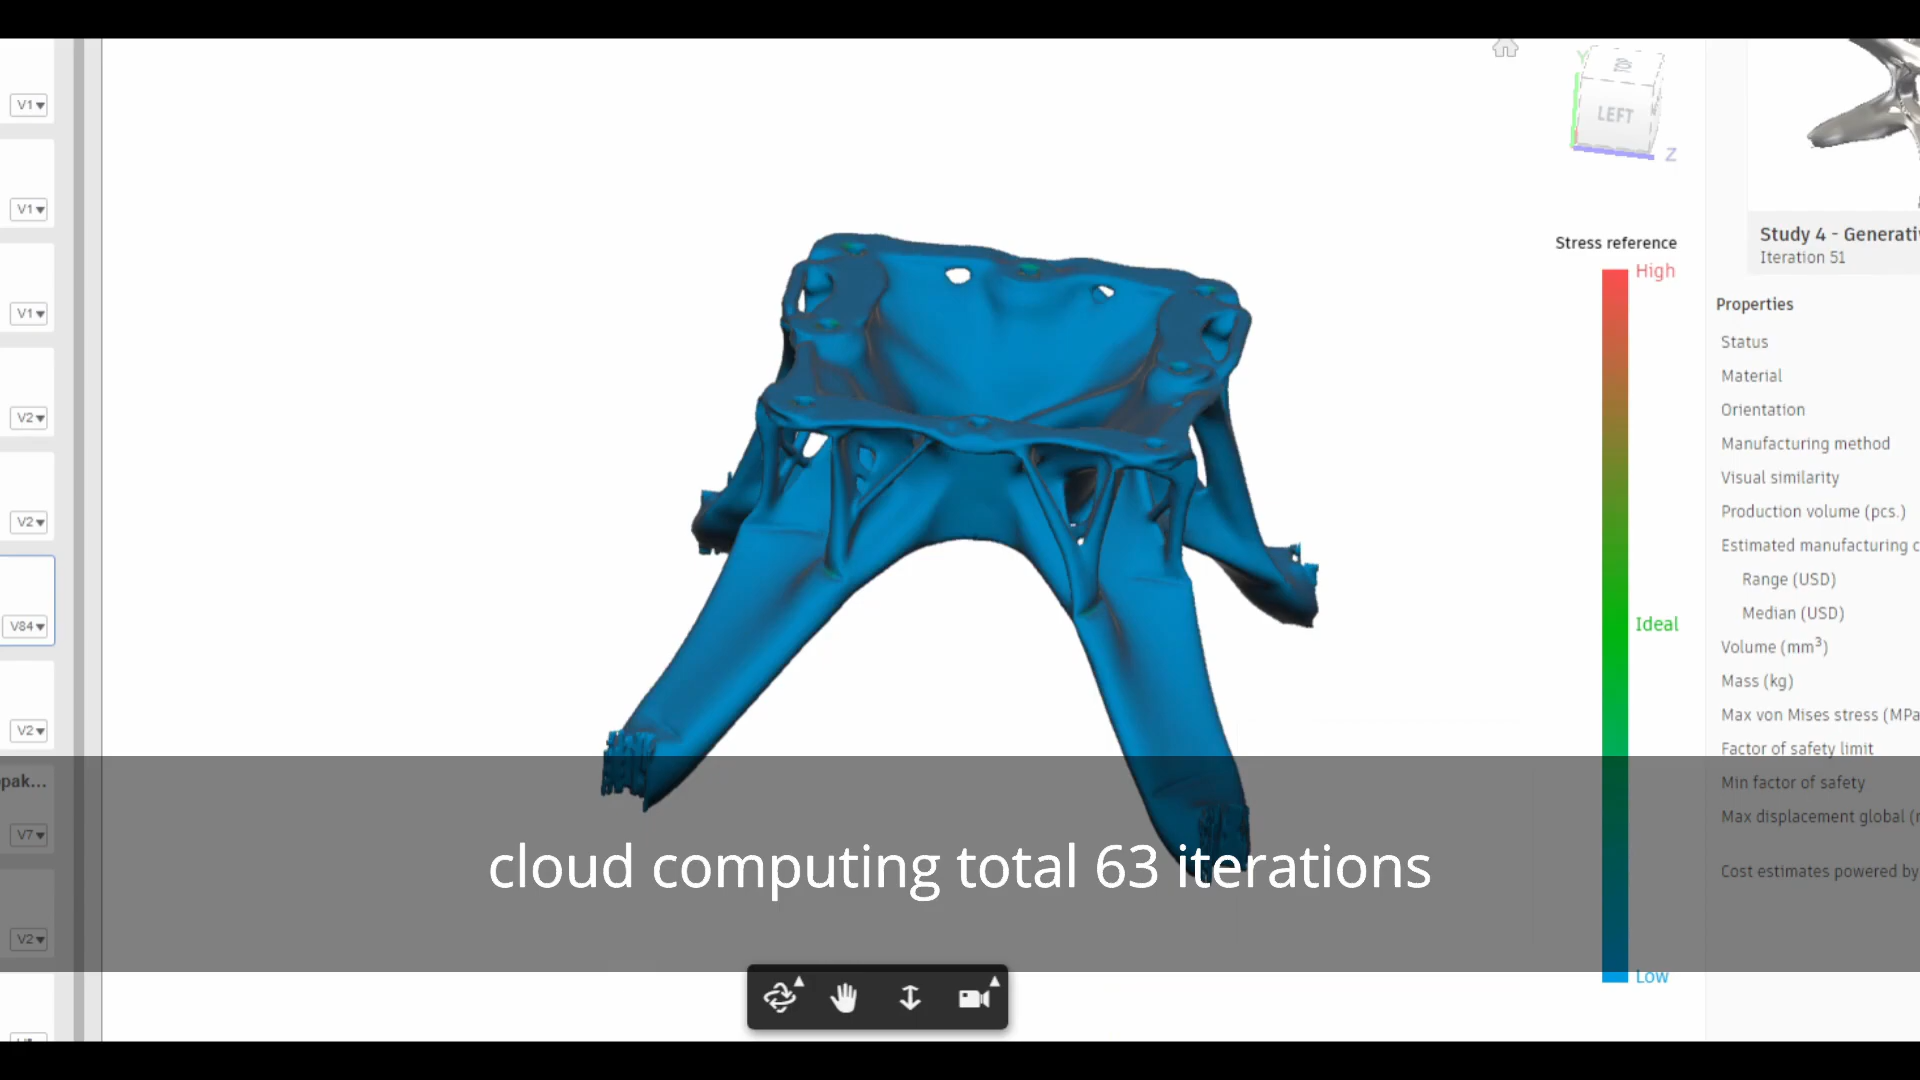 V1
V1
V1
V2
V2
V84
V2
pak...
V7
V2
Y
TOP
LEFT
Z
Stress reference
High
Ideal
Low
Study 4 - Generati
Iteration 51
Properties
Status
Material
Orientation
Manufacturing method
Visual similarity
Production volume (pcs.)
Estimated manufacturing c
Range (USD)
Median (USD)
Volume (mm³)
Mass (kg)
Max von Mises stress (MPa
Factor of safety limit
Min factor of safety
Max displacement global (
Cost estimates powered by
cloud computing total 63 iterations